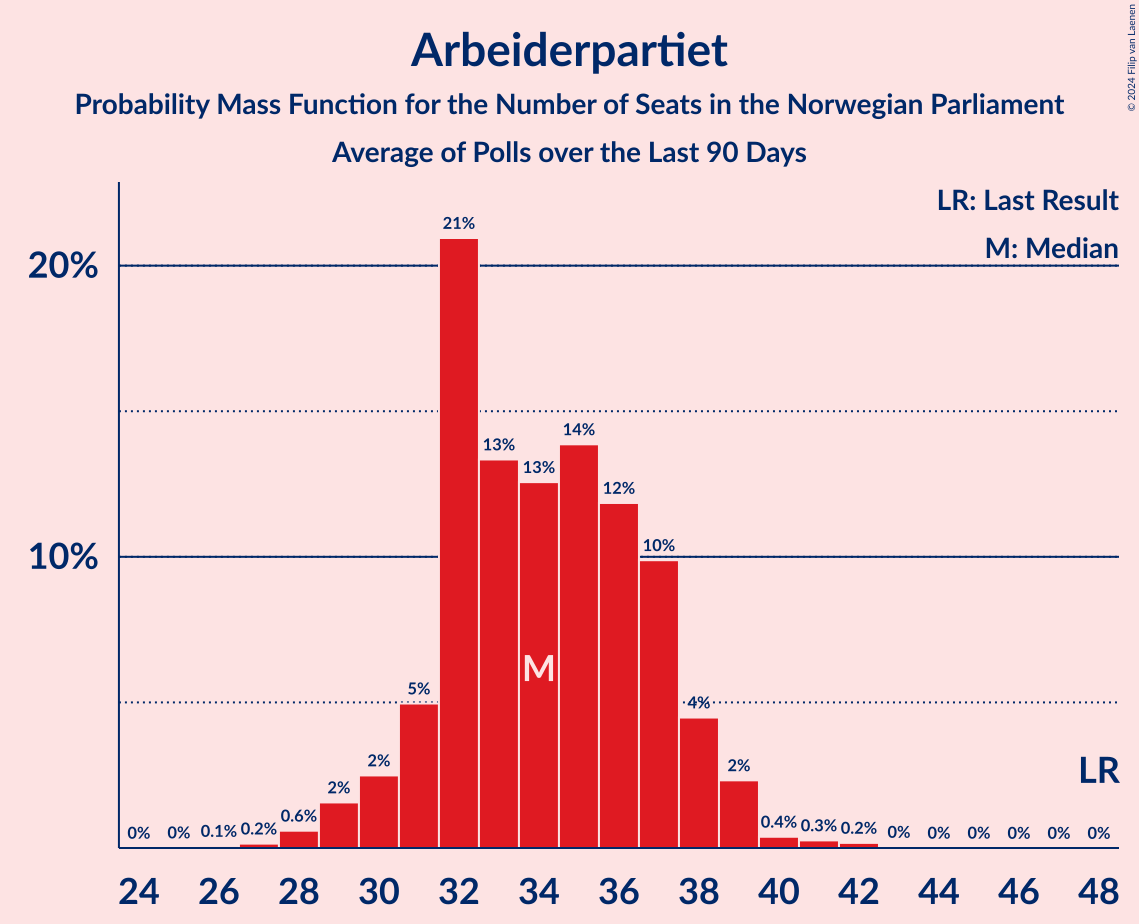 Arbeiderpartiet
Probability Mass Function for the Number of Seats in the Norwegian Parliament
Average of Polls over the Last 90 Days
© 2024 Filip van Laenen
LR: Last Result
M: Median
20%
10%
0% 0% 0.1% 0.2% 0.6% 2% 2% 5% 21% 13% 13% 14% 12% 10% 4% 2% 0.4% 0.3% 0.2% 0% 0% 0% 0% 0% 0%
M
LR
24 26 28 30 32 34 36 38 40 42 44 46 48